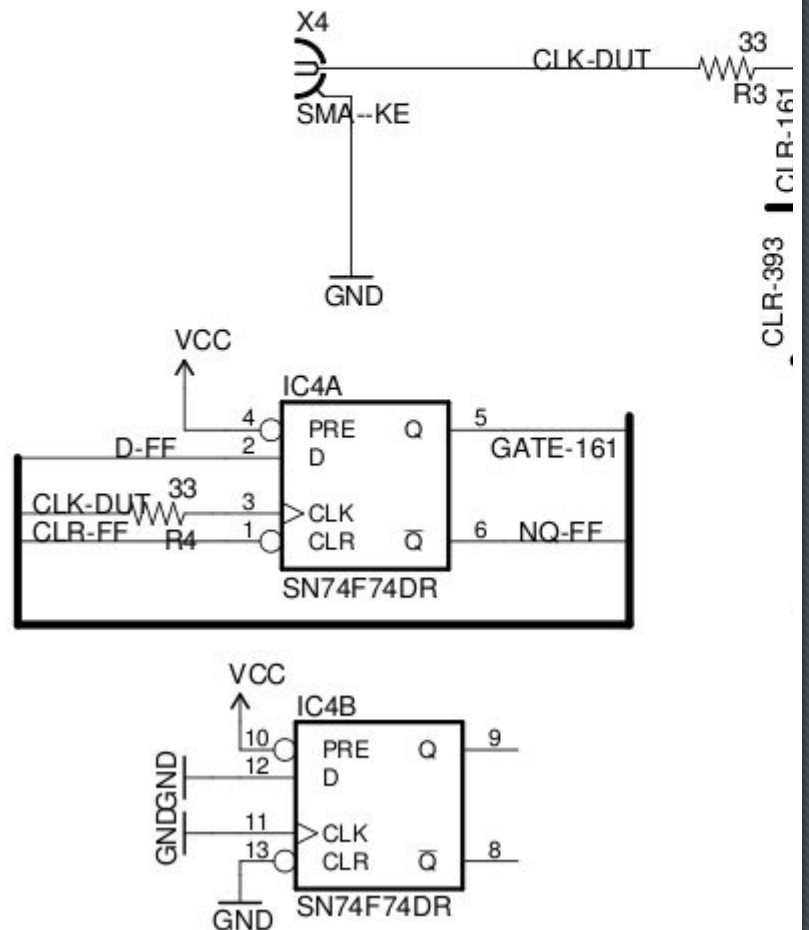 X4
CLK-DUT
33
R3
SMA--KE
CLR-161
GND
CLR-393
VCC
IC4A
4 PRE Q 5
D-FF 2 D GATE-161
CLK-DUT 33 3 CLK
CLR-FF R4 1 CLR Q 6 NQ-FF
SN74F74DR
VCC
IC4B
10 PRE Q 9
GND 12 D
GND 11 CLK
13 CLR Q 8
GND
SN74F74DR